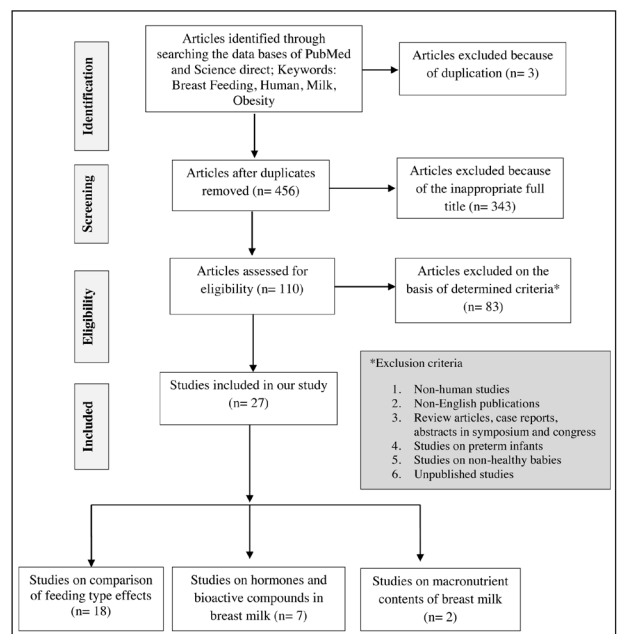 Articles identified through
searching the data bases of PubMed
and Science direct; Keywords:
Breast Feeding, Human, Milk,
Obesity
Articles excluded because
of duplication (n= 3)
Identification
Articles after duplicates
removed (n= 456)
Articles excluded because
of the inappropriate full
title (n= 343)
Screening
Articles assessed for
eligibility (n= 110)
Articles excluded on the
basis of determined criteria*
(n= 83)
Eligibility
Studies included in our study
(n= 27)
Included
*Exclusion criteria
1. Non-human studies
2. Non-English publications
3. Review articles, case reports,
abstracts in symposium and congress
4. Studies on preterm infants
5. Studies on non-healthy babies
6. Unpublished studies
Studies on comparison
of feeding type effects
(n= 18)
Studies on hormones and
bioactive compounds in
breast milk (n= 7)
Studies on macronutrient
contents of breast milk
(n= 2)